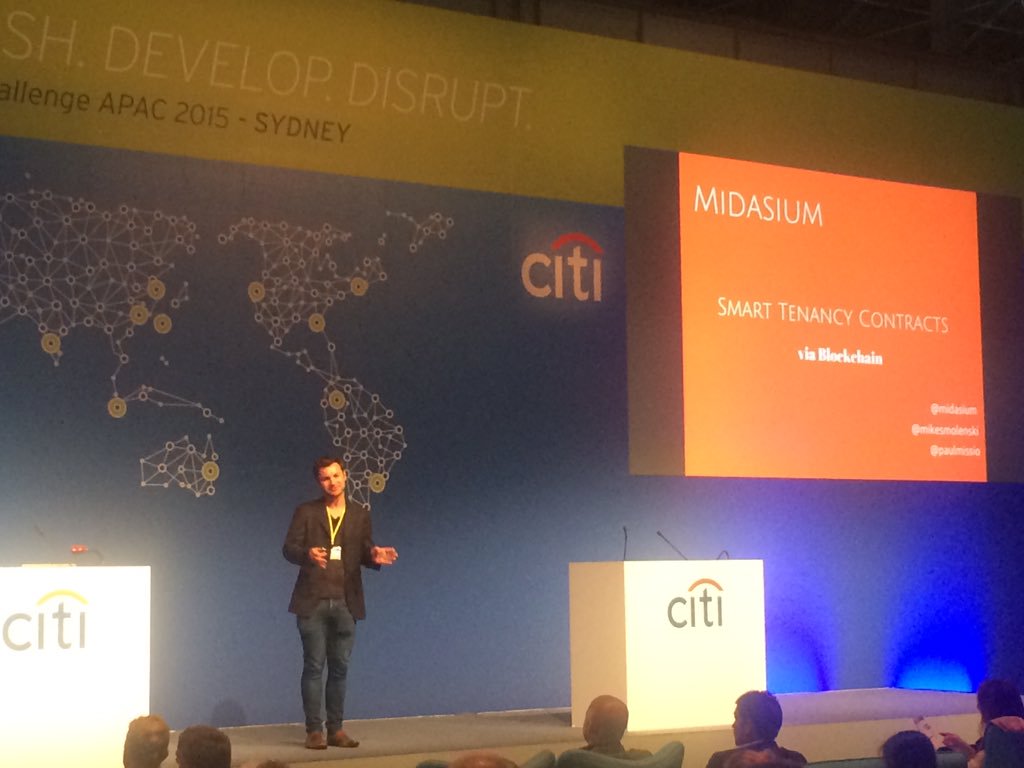 SH. DEVELOP. DISRUPT.
allenge APAC 2015 - SYDNEY
citi
MIDASIUM
SMART TENANCY CONTRACTS
via Blockchain
@midasium
@mikesmolenski
@paulmissio
citi
citi